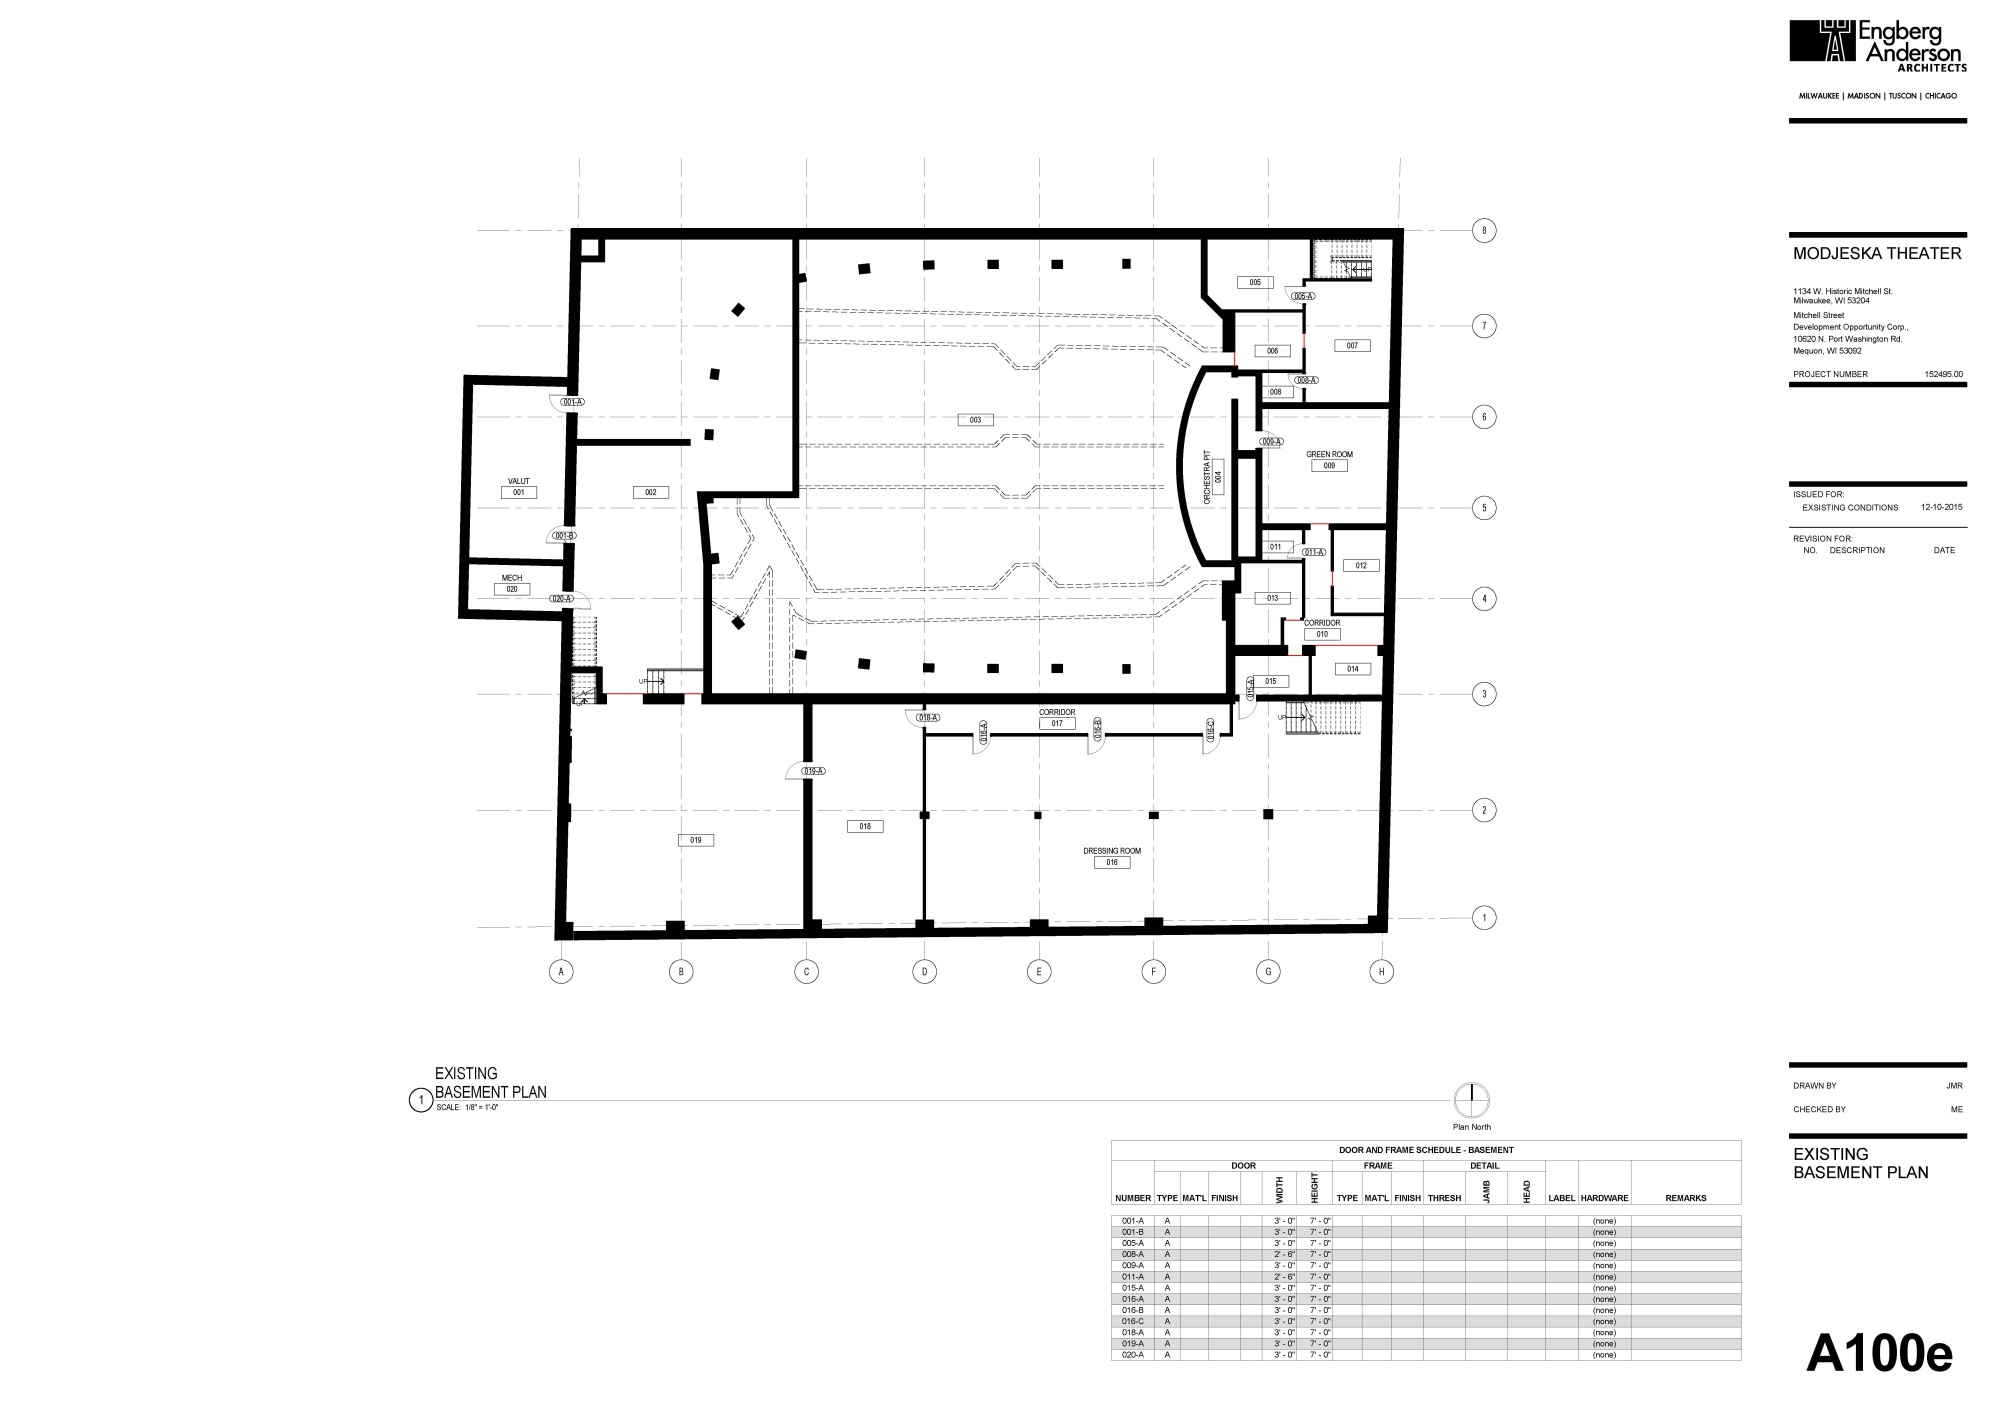 Engberg
Anderson
ARCHITECTS
MILWAUKEE | MADISON | TUSCON | CHICAGO
MODJESKA THEATER
1134 W. Historic Mitchell St.
Milwaukee, WI 53204
Mitchell Street
Development Opportunity Corp.,
10620 N. Port Washington Rd.
Mequon, WI 53092
PROJECT NUMBER 152495.00
ISSUED FOR:
EXSISTING CONDITIONS 12-10-2015
REVISION FOR:
NO. DESCRIPTION DATE
8
7
6
5
4
3
2
1
005
UP
005-A
006
007
008-A
008
001-A
003
009-A
GREEN ROOM
009
ORCHESTRA PIT
004
VALUT
001
002
001-B
011
011-A
012
MECH
020
020-A
013
CORRIDOR
010
014
015
015-A
UP
UP
UP
CORRIDOR
017
018-A
016-A
016-B
016-C
019-A
018
019
DRESSING ROOM
016
A B C D E F G H
1
EXISTING
BASEMENT PLAN
SCALE: 1/8" = 1'-0"
Plan North
DOOR AND FRAME SCHEDULE - BASEMENT
DOOR FRAME DETAIL
NUMBER TYPE MAT'L FINISH WIDTH HEIGHT TYPE MAT'L FINISH THRESH JAMB HEAD LABEL HARDWARE REMARKS
001-A A 3' - 0" 7' - 0" (none)
001-B A 3' - 0" 7' - 0" (none)
005-A A 3' - 0" 7' - 0" (none)
008-A A 2' - 6" 7' - 0" (none)
009-A A 3' - 0" 7' - 0" (none)
011-A A 2' - 6" 7' - 0" (none)
015-A A 3' - 0" 7' - 0" (none)
016-A A 3' - 0" 7' - 0" (none)
016-B A 3' - 0" 7' - 0" (none)
016-C A 3' - 0" 7' - 0" (none)
018-A A 3' - 0" 7' - 0" (none)
019-A A 3' - 0" 7' - 0" (none)
020-A A 3' - 0" 7' - 0" (none)
DRAWN BY JMR
CHECKED BY ME
EXISTING
BASEMENT PLAN
A100e